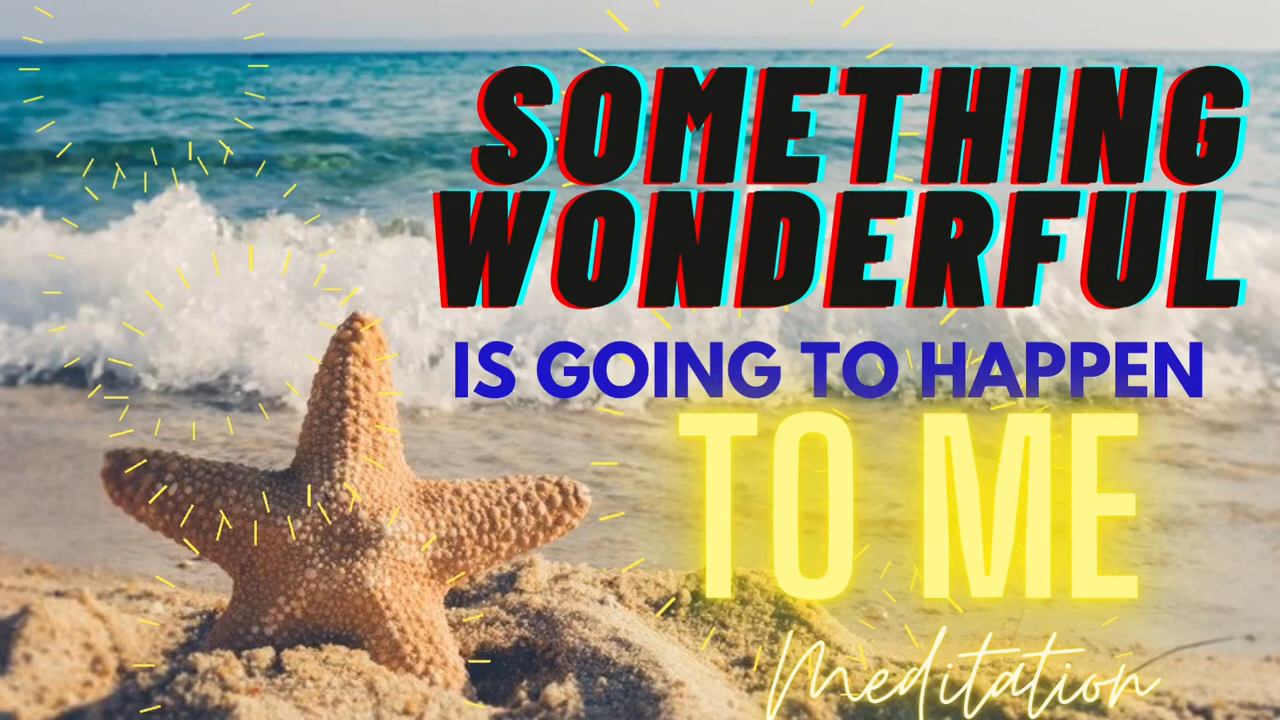 SOMETHING
WONDERFUL
IS GOING TO HAPPEN
TO ME
Meditation